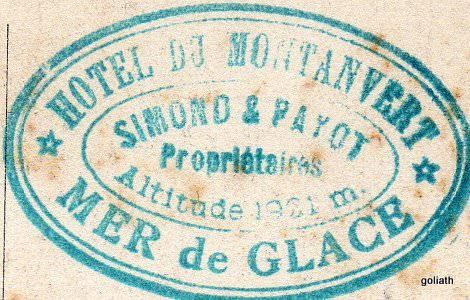 HOTEL DU MONTANVERT
SIMOND & PAYOT
Propriétaires
Altitude 1921 m.
MER de GLACE
goliath